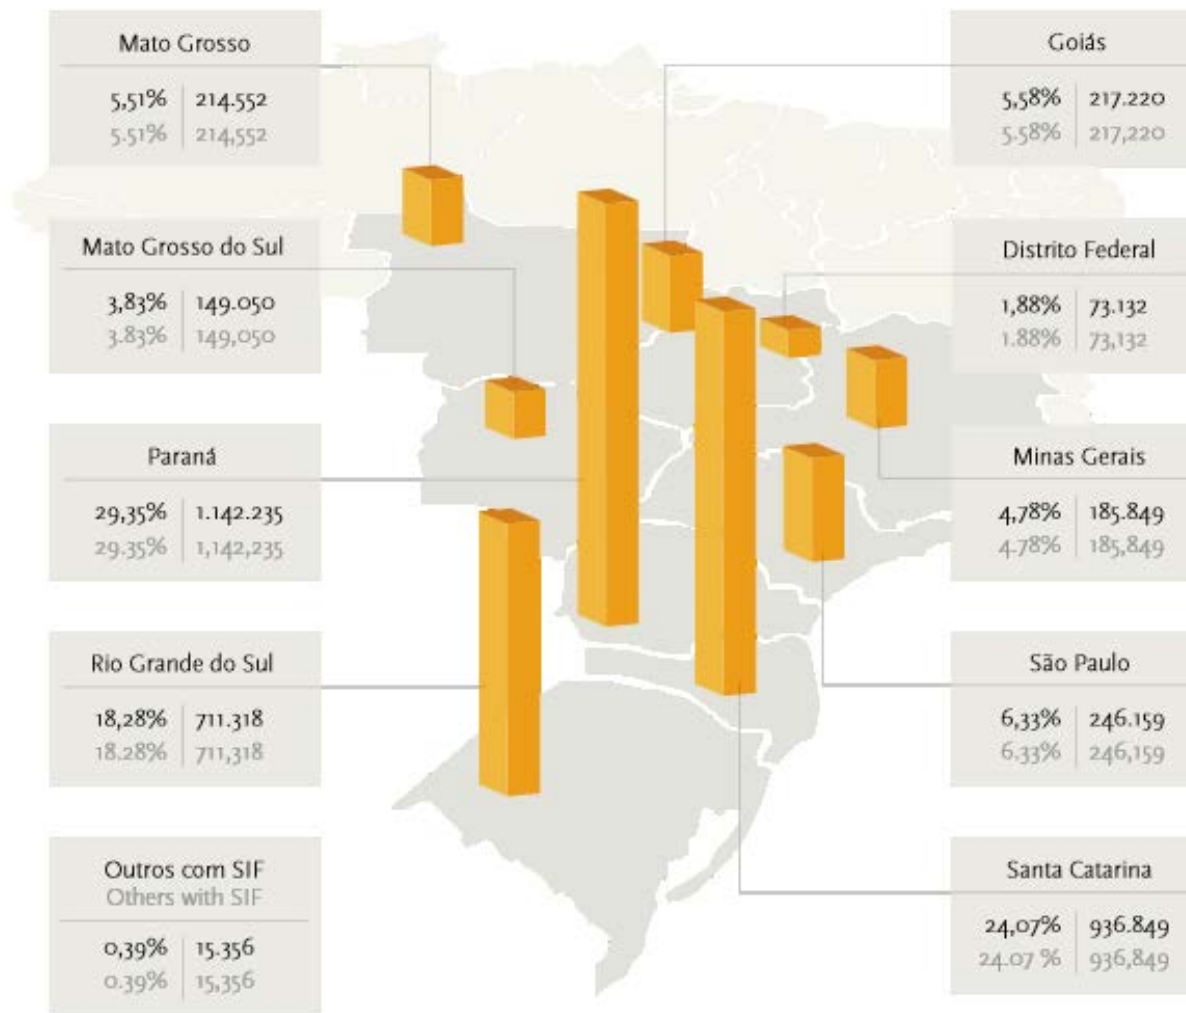 Mato Grosso
5,51% 214.552
5.51% 214,552
Mato Grosso do Sul
3,83% 149.050
3.83% 149,050
Paraná
29,35% 1.142.235
29.35% 1,142,235
Rio Grande do Sul
18,28% 711.318
18.28% 711,318
Outros com SIF
Others with SIF
0,39% 15.356
0.39% 15,356
Goiás
5,58% 217.220
5.58% 217,220
Distrito Federal
1,88% 73.132
1.88% 73,132
Minas Gerais
4,78% 185.849
4.78% 185,849
São Paulo
6,33% 246.159
6.33% 246,159
Santa Catarina
24,07% 936.849
24.07 % 936,849